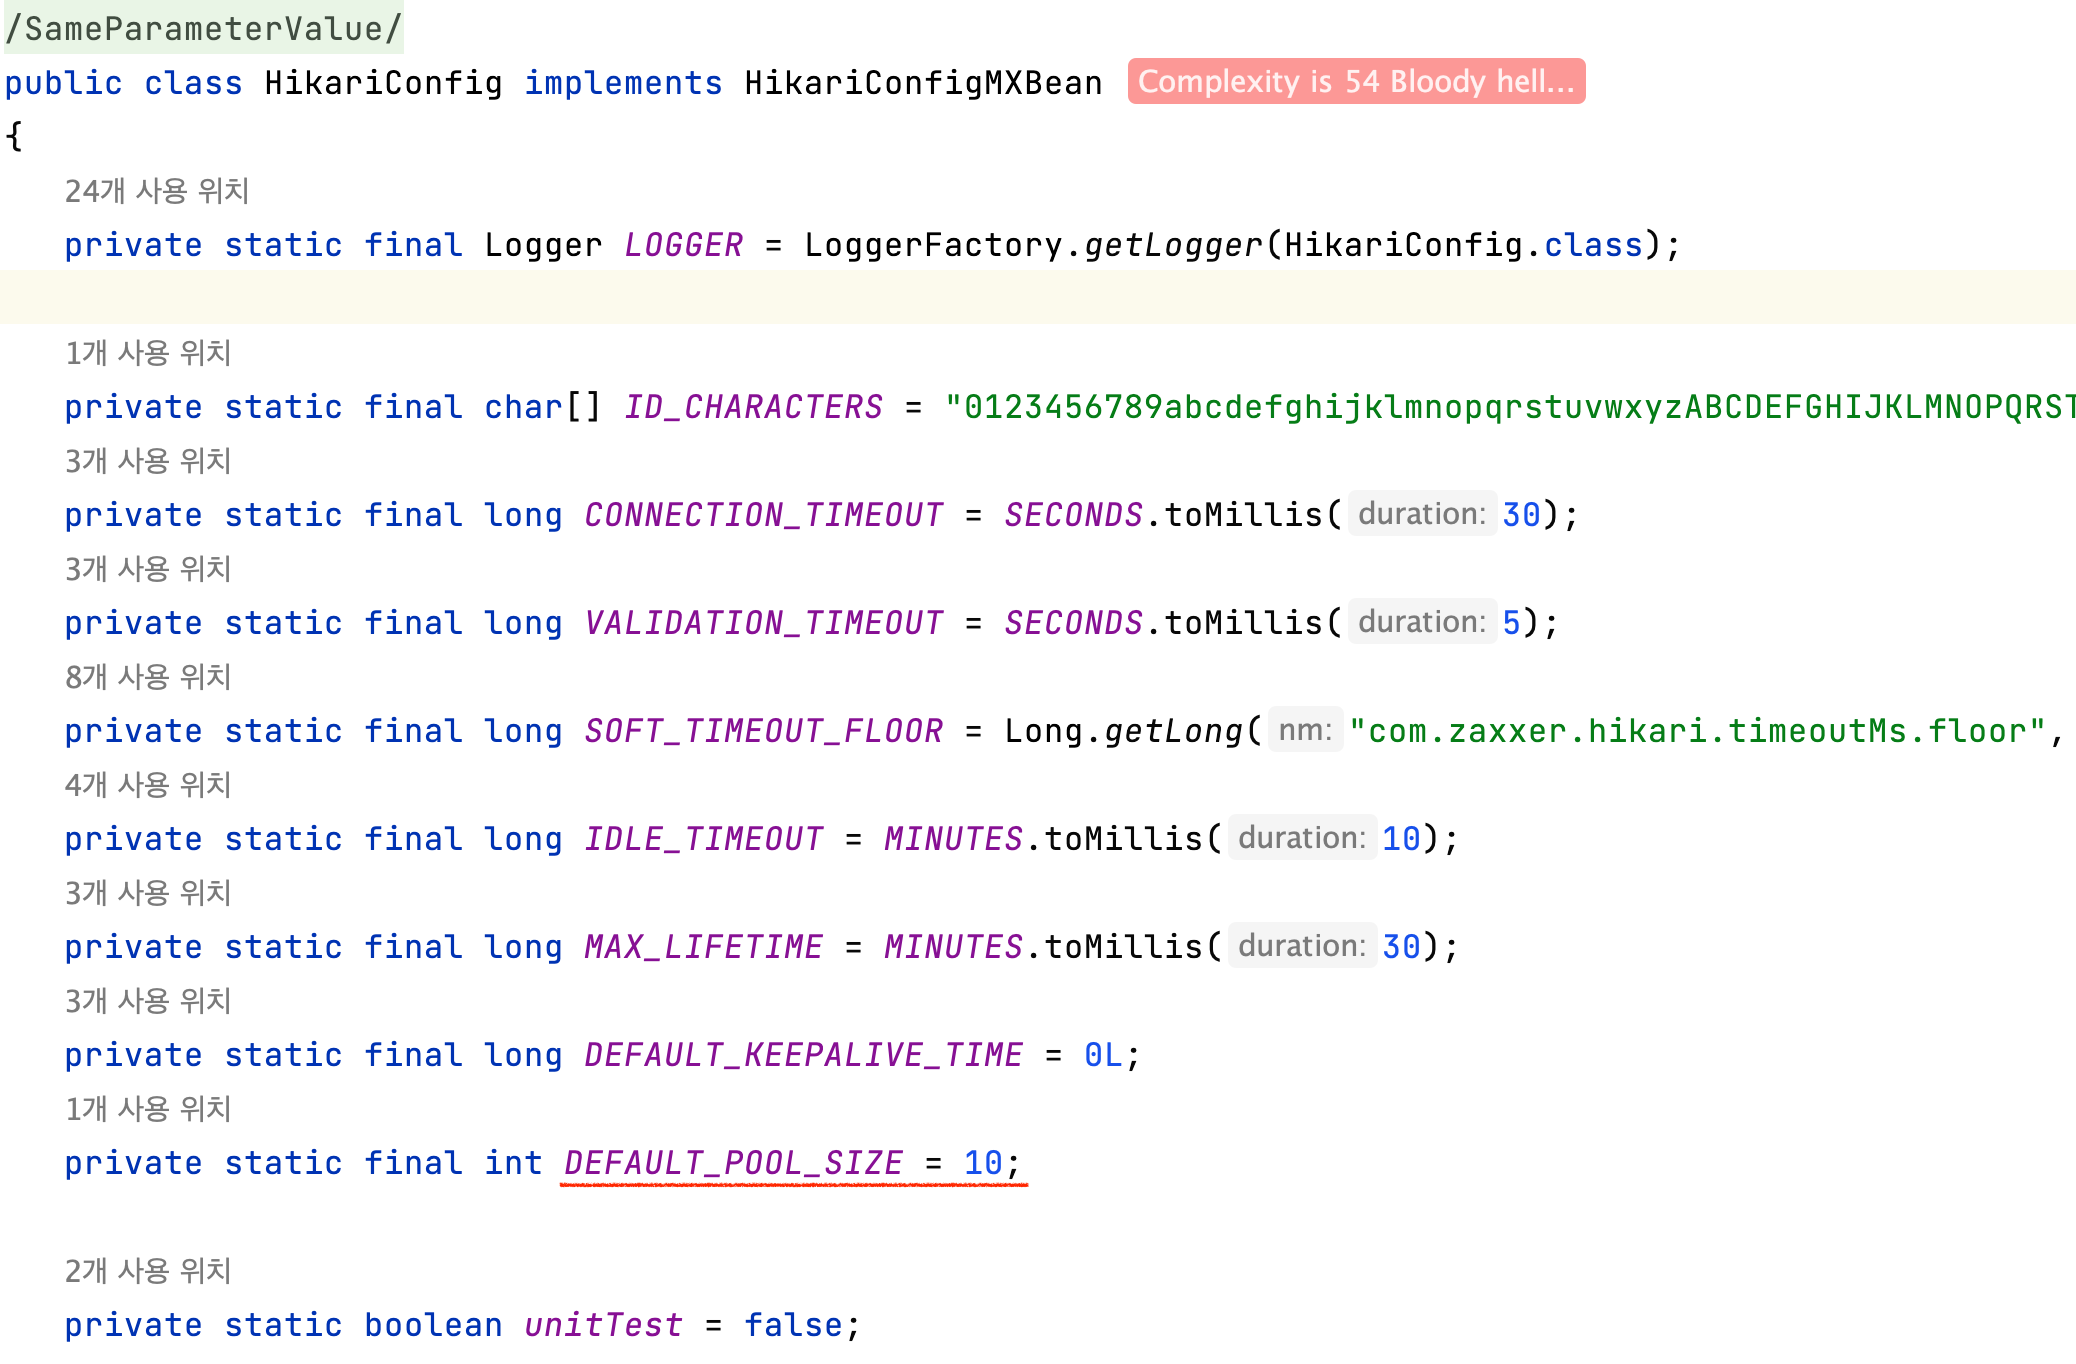 /SameParameterValue/
public class HikariConfig implements HikariConfigMXBean Complexity is 54 Bloody hell...
{
24개 사용 위치
private static final Logger LOGGER = LoggerFactory.getLogger(HikariConfig.class);
1개 사용 위치
private static final char[] ID_CHARACTERS = "0123456789abcdefghijklmnopqrstuvwxyzABCDEFGHIJKLMNOPQRST
3개 사용 위치
private static final long CONNECTION_TIMEOUT = SECONDS.toMillis( duration: 30);
3개 사용 위치
private static final long VALIDATION_TIMEOUT = SECONDS.toMillis( duration: 5);
8개 사용 위치
private static final long SOFT_TIMEOUT_FLOOR = Long.getLong( nm: "com.zaxxer.hikari.timeoutMs.floor",
4개 사용 위치
private static final long IDLE_TIMEOUT = MINUTES.toMillis( duration: 10);
3개 사용 위치
private static final long MAX_LIFETIME = MINUTES.toMillis( duration: 30);
3개 사용 위치
private static final long DEFAULT_KEEPALIVE_TIME = 0L;
1개 사용 위치
private static final int DEFAULT_POOL_SIZE = 10;
2개 사용 위치
private static boolean unitTest = false;